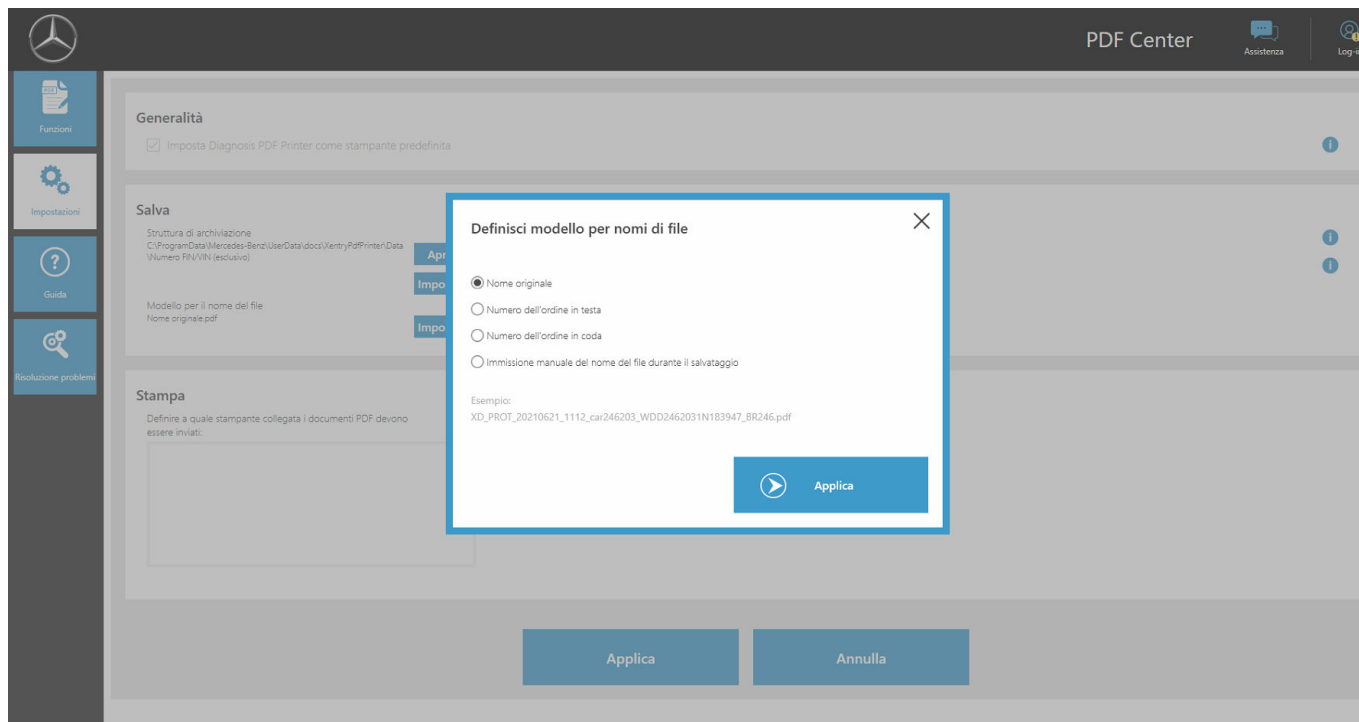 PDF Center
Assistenza
PDF
Funzioni
Impostazioni
Guida
Risoluzione problemi
Generalità
Imposta Diagnosis PDF Printer come stampante predefinita
Salva
Struttura di archiviazione
C:\ProgramData\Mercedes-Benz\UserData\docs\XentryPdfPrinter\Data
\Numero FIN/VIN (esclusivo)
Modello per il nome del file
Nome originale.pdf
Stampa
Definire a quale stampante collegata i documenti PDF devono
essere inviati:
Definisci modello per nomi di file
Nome originale
Numero dell'ordine in testa
Numero dell'ordine in coda
Immissione manuale del nome del file durante il salvataggio
Esempio:
XD_PROT_20210621_1112_car246203_WDD2462031N183947_BR246.pdf
Applica
Applica
Annulla